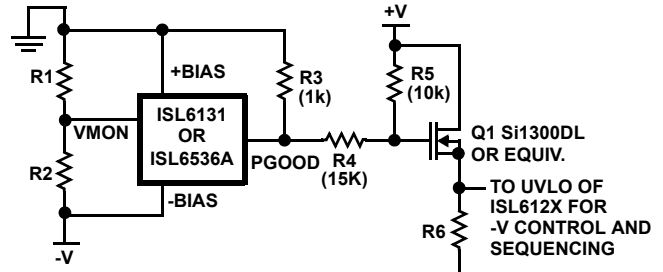 +V
R1
+BIAS
R3
(1k)
R5
(10k)
ISL6131
OR
ISL6536A
VMON
PGOOD
R4
(15K)
Q1 Si1300DL
OR EQUIV.
R2
-BIAS
-V
TO UVLO OF
ISL612X FOR
-V CONTROL AND
SEQUENCING
R6